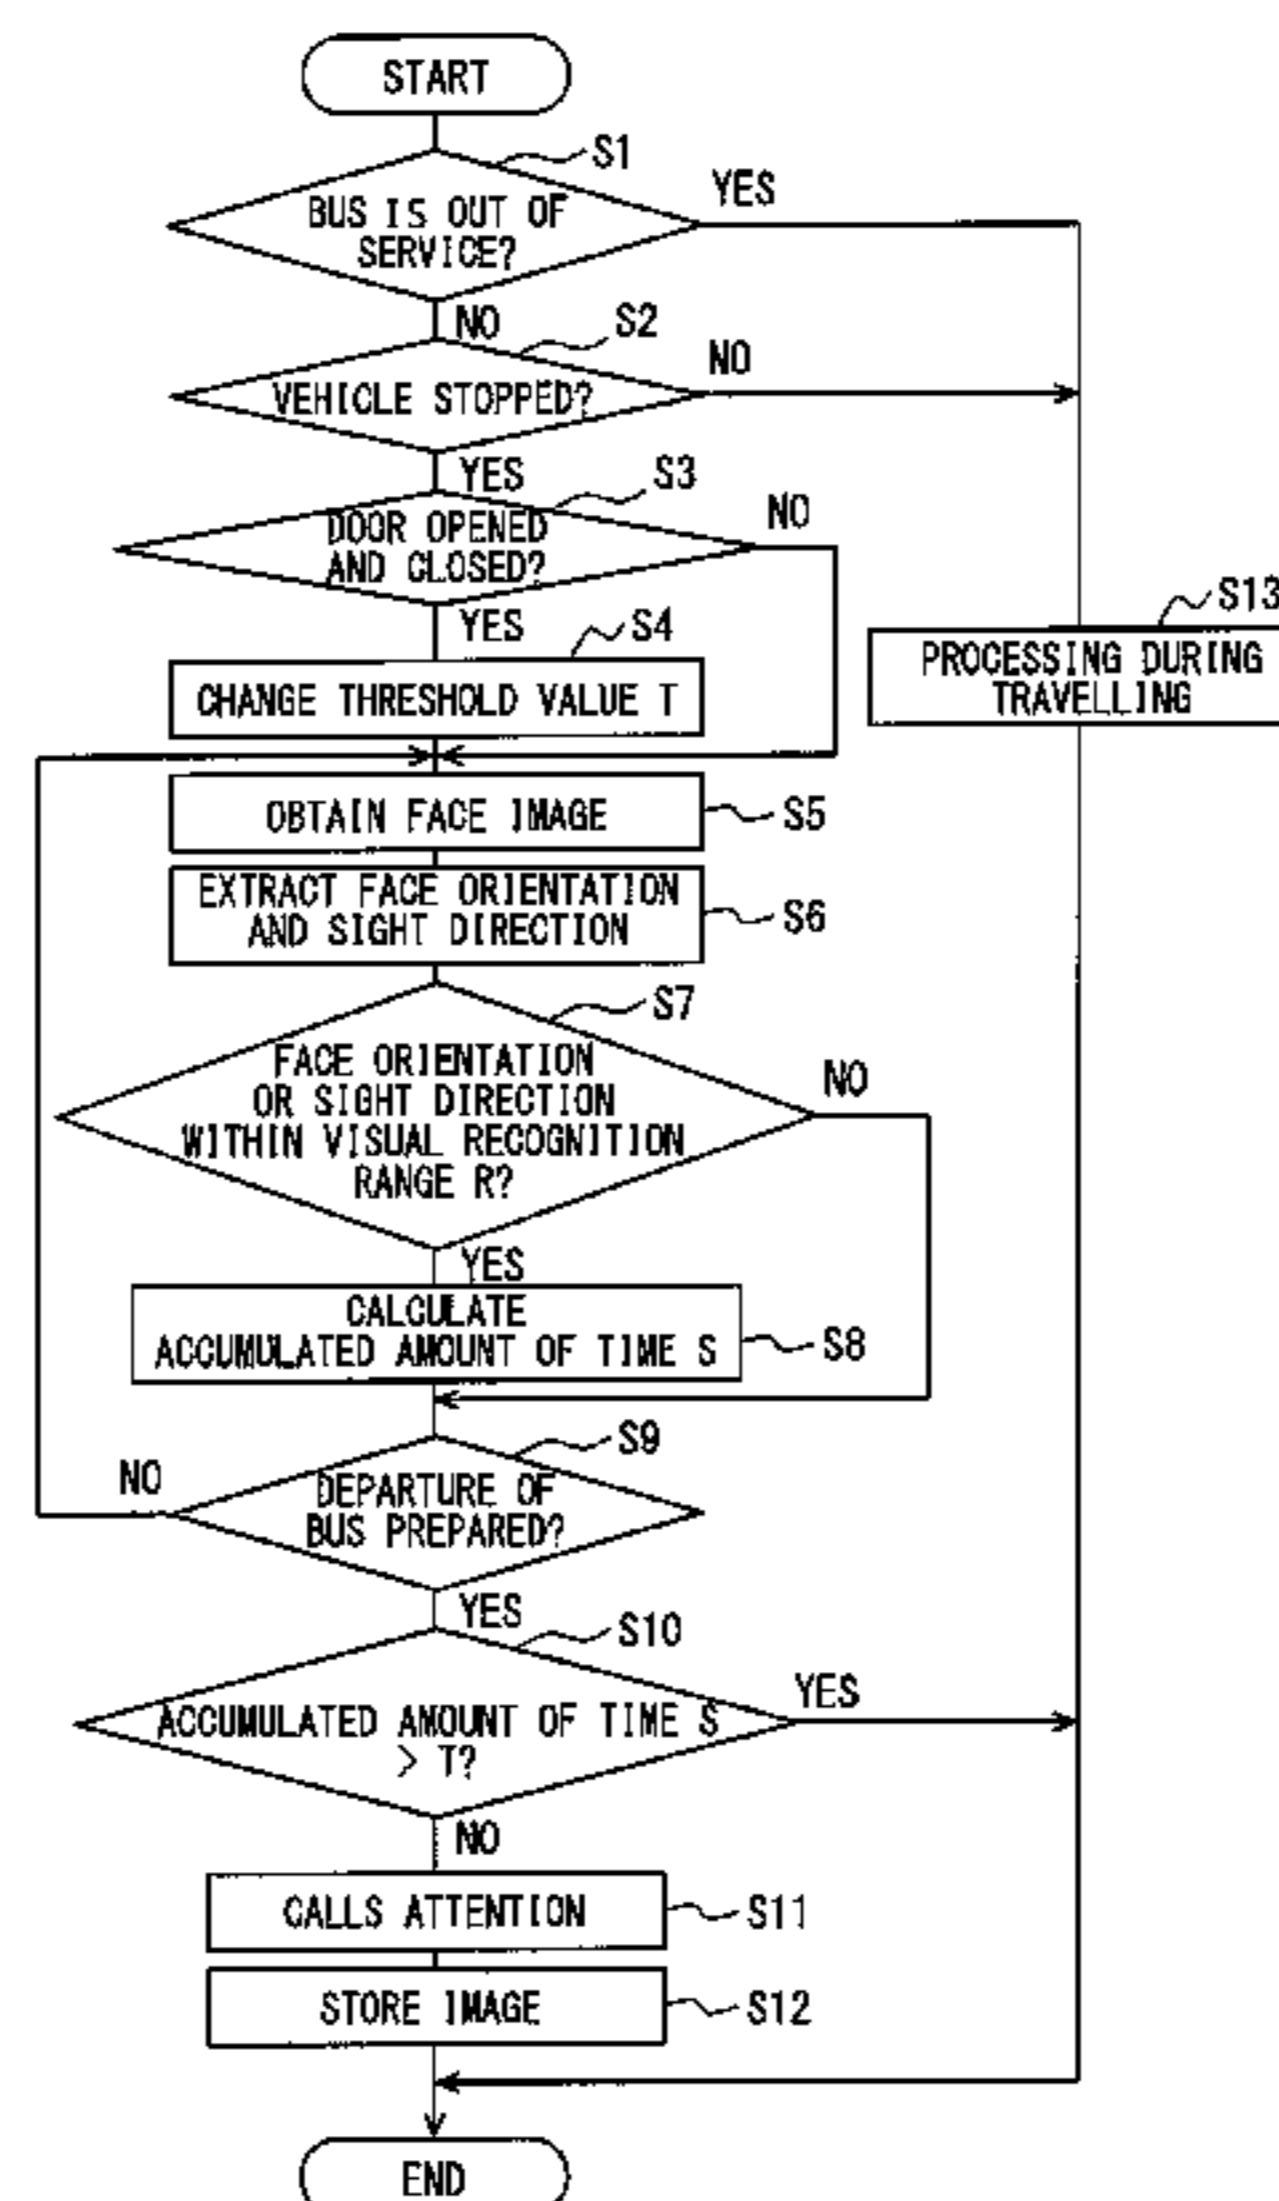 START
S1
YES
BUS IS OUT OF
SERVICE?
NO
S2
NO
VEHICLE STOPPED?
YES
S3
NO
DOOR OPENED
AND CLOSED?
YES
S4
CHANGE THRESHOLD VALUE T
S13
PROCESSING DURING
TRAVELLING
OBTAIN FACE IMAGE
S5
EXTRACT FACE ORIENTATION
AND SIGHT DIRECTION
S6
S7
FACE ORIENTATION
OR SIGHT DIRECTION
WITHIN VISUAL RECOGNITION
RANGE R?
NO
YES
CALCULATE
ACCUMULATED AMOUNT OF TIME S
S8
S9
NO
DEPARTURE OF
BUS PREPARED?
YES
S10
YES
ACCUMULATED AMOUNT OF TIME S
> T?
NO
CALLS ATTENTION
S11
STORE IMAGE
S12
END